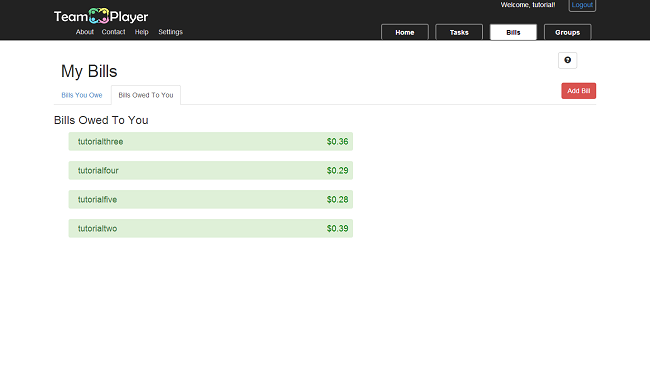 Welcome, tutorial! Logout
Team Player
About Contact Help Settings
Home Tasks Bills Groups
My Bills
Bills You Owe Bills Owed To You Add Bill
Bills Owed To You
tutorialthree $0.36
tutorialfour $0.29
tutorialfive $0.28
tutorialtwo $0.39